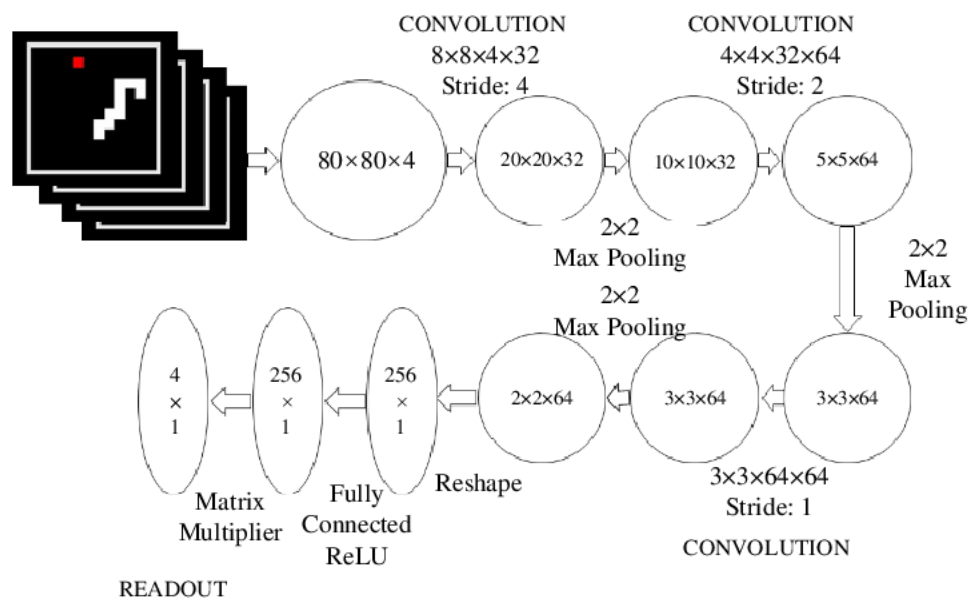 CONVOLUTION
8×8×4×32
Stride: 4
CONVOLUTION
4×4×32×64
Stride: 2
80×80×4
20×20×32
10×10×32
5×5×64
2×2
Max Pooling
2×2
Max
Pooling
2×2
Max Pooling
4
×
1
256
×
1
256
×
1
2×2×64
3×3×64
3×3×64
Matrix
Multiplier
Fully
Connected
ReLU
Reshape
3×3×64×64
Stride: 1
CONVOLUTION
READOUT